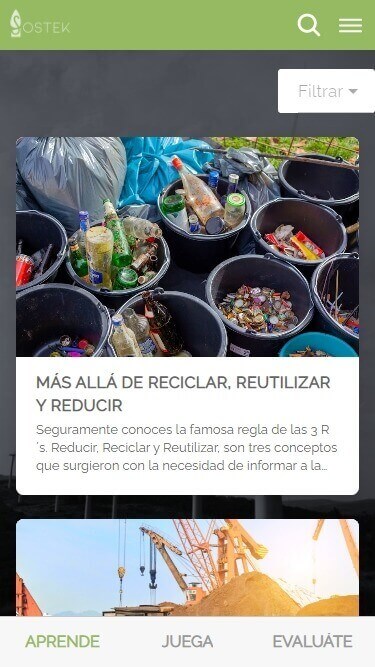 SOSTEK
Filtrar
MÁS ALLÁ DE RECICLAR, REUTILIZAR
Y REDUCIR
Seguramente conoces la famosa regla de las 3 R
´s. Reducir, Reciclar y Reutilizar, son tres conceptos
que surgieron con la necesidad de informar a la...
APRENDE
JUEGA
EVALUÁTE